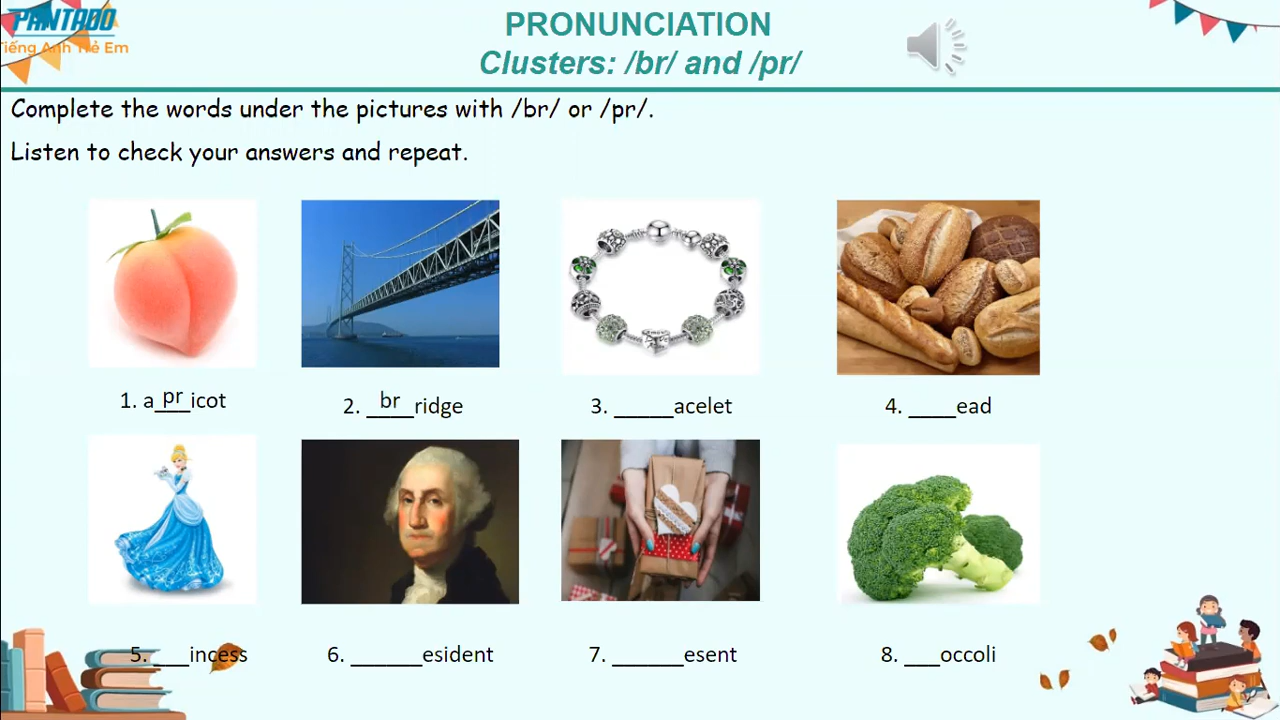 PANTADO
Tiếng Anh Trẻ Em
PRONUNCIATION
Clusters: /br/ and /pr/
Complete the words under the pictures with /br/ or /pr/.
Listen to check your answers and repeat.
1. a_pr_icot
2. _br_ridge
3. _____acelet
4. ____ead
5. ___incess
6. ______esident
7. ______esent
8. ___occoli